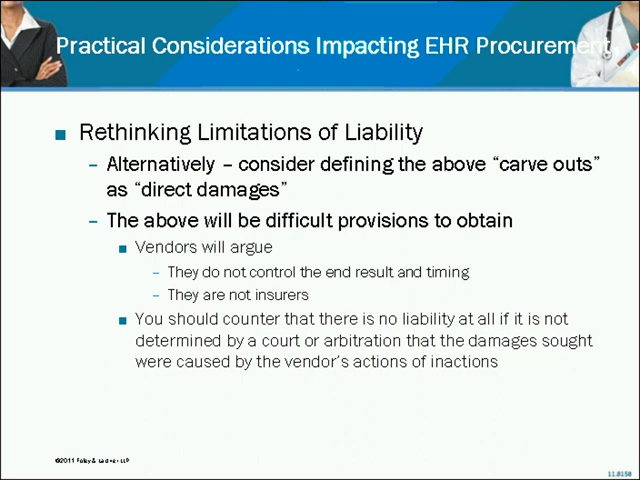 Practical Considerations Impacting EHR Procurement
■ Rethinking Limitations of Liability
– Alternatively – consider defining the above “carve outs”
as “direct damages”
– The above will be difficult provisions to obtain
■ Vendors will argue
– They do not control the end result and timing
– They are not insurers
■ You should counter that there is no liability at all if it is not
determined by a court or arbitration that the damages sought
were caused by the vendor’s actions of inactions
©2011 Foley & Lardner LLP
11.8158